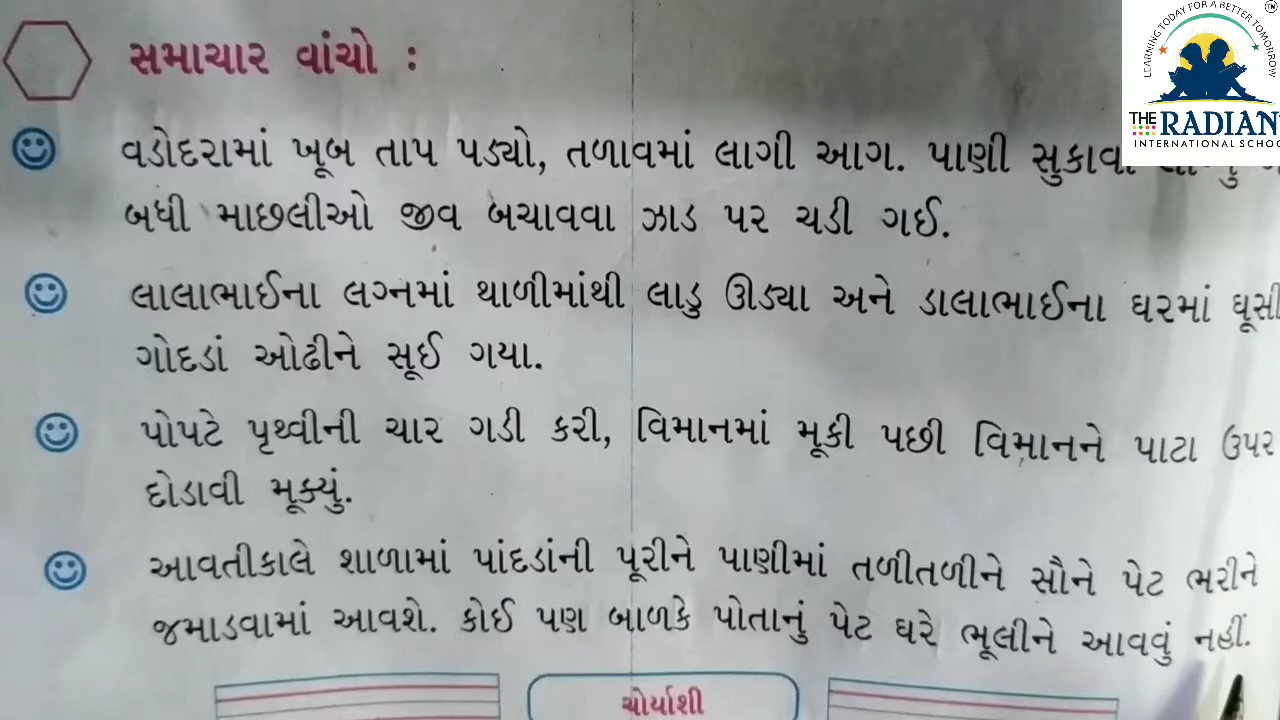 સમાચાર વાંચો :
વડોદરામાં ખૂબ તાપ પડ્યો, તળાવમાં લાગી આગ. પાણી
બધી માછલીઓ જીવ બચાવવા ઝાડ પર ચડી ગઈ.
લાલાભાઈના લગ્નમાં થાળીમાંથી લાડુ ઊડ્યા અને ડાલાભાઈના ઘરમાં ઘૂસી
ગોદડાં ઓઢીને સૂઈ ગયા.
પોપટે પૃથ્વીની ચાર ગડી કરી, વિમાનમાં મૂકી પછી વિમાનને પાટા ઉપર
દોડાવી મૂક્યું.
આવતીકાલે શાળામાં પાંદડાંની પૂરીને પાણીમાં તળીતળીને સૌને પેટ ભરીને
જમાડવામાં આવશે. કોઈ પણ બાળકે પોતાનું પેટ ઘરે ભૂલીને આવવું નહીં.
ચોર્યાશી
LEARNING TODAY FOR A BETTER TOMORROW
THE RADIAN
INTERNATIONAL SCHOO